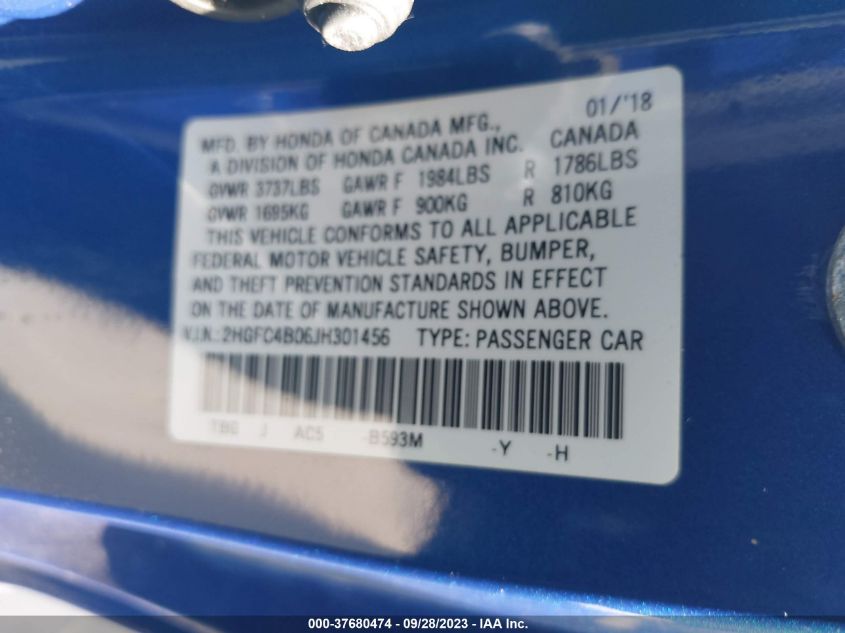 01/'18
MFD. BY HONDA OF CANADA MFG.,
A DIVISION OF HONDA CANADA INC. CANADA
GVWR 3737LBS GAWR F 1984LBS R 1786LBS
GVWR 1695KG GAWR F 900KG R 810KG
THIS VEHICLE CONFORMS TO ALL APPLICABLE
FEDERAL MOTOR VEHICLE SAFETY, BUMPER,
AND THEFT PREVENTION STANDARDS IN EFFECT
ON THE DATE OF MANUFACTURE SHOWN ABOVE.
V.I.N.:2HGFC4B06JH301456 TYPE: PASSENGER CAR
J AC5 -B593M -Y -H
000-37680474 - 09/28/2023 - IAA Inc.